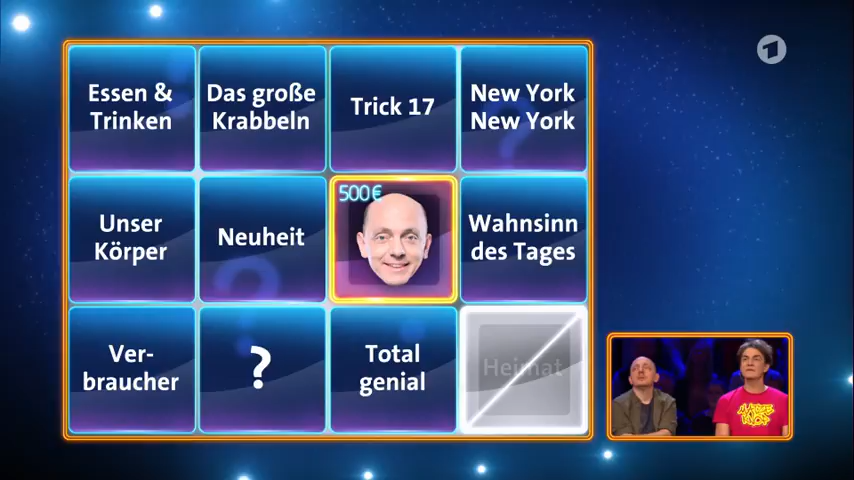 1
Essen &
Trinken
Das große
Krabbeln
Trick 17
New York
New York
Unser
Körper
Neuheit
500€
Wahnsinn
des Tages
Ver-
braucher
?
Total
genial
Heimat